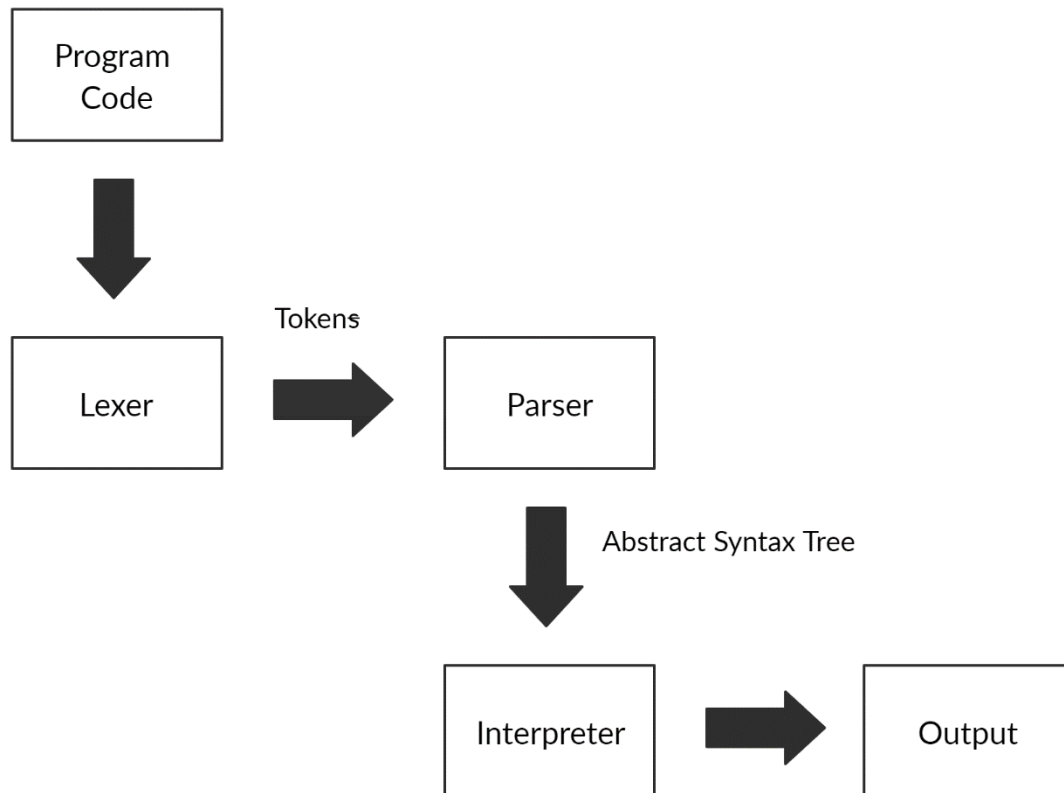 Program
Code
Tokens
Lexer
Parser
Abstract Syntax Tree
Interpreter
Output